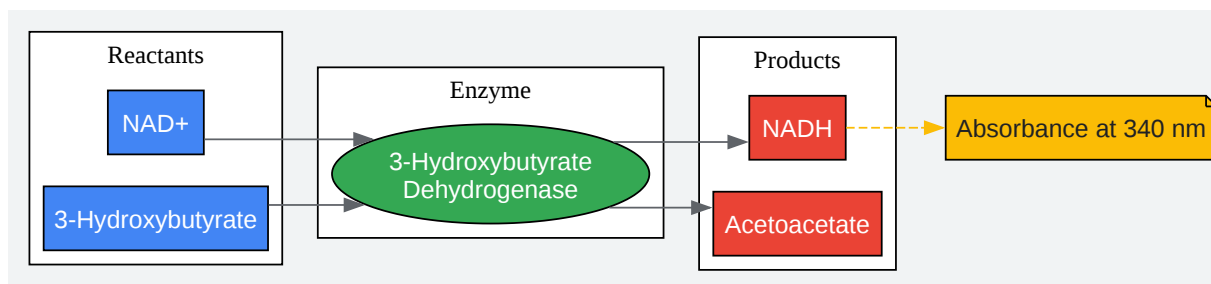 Reactants
NAD+
3-Hydroxybutyrate
Enzyme
3-Hydroxybutyrate
Dehydrogenase
Products
NADH
Acetoacetate
Absorbance at 340 nm